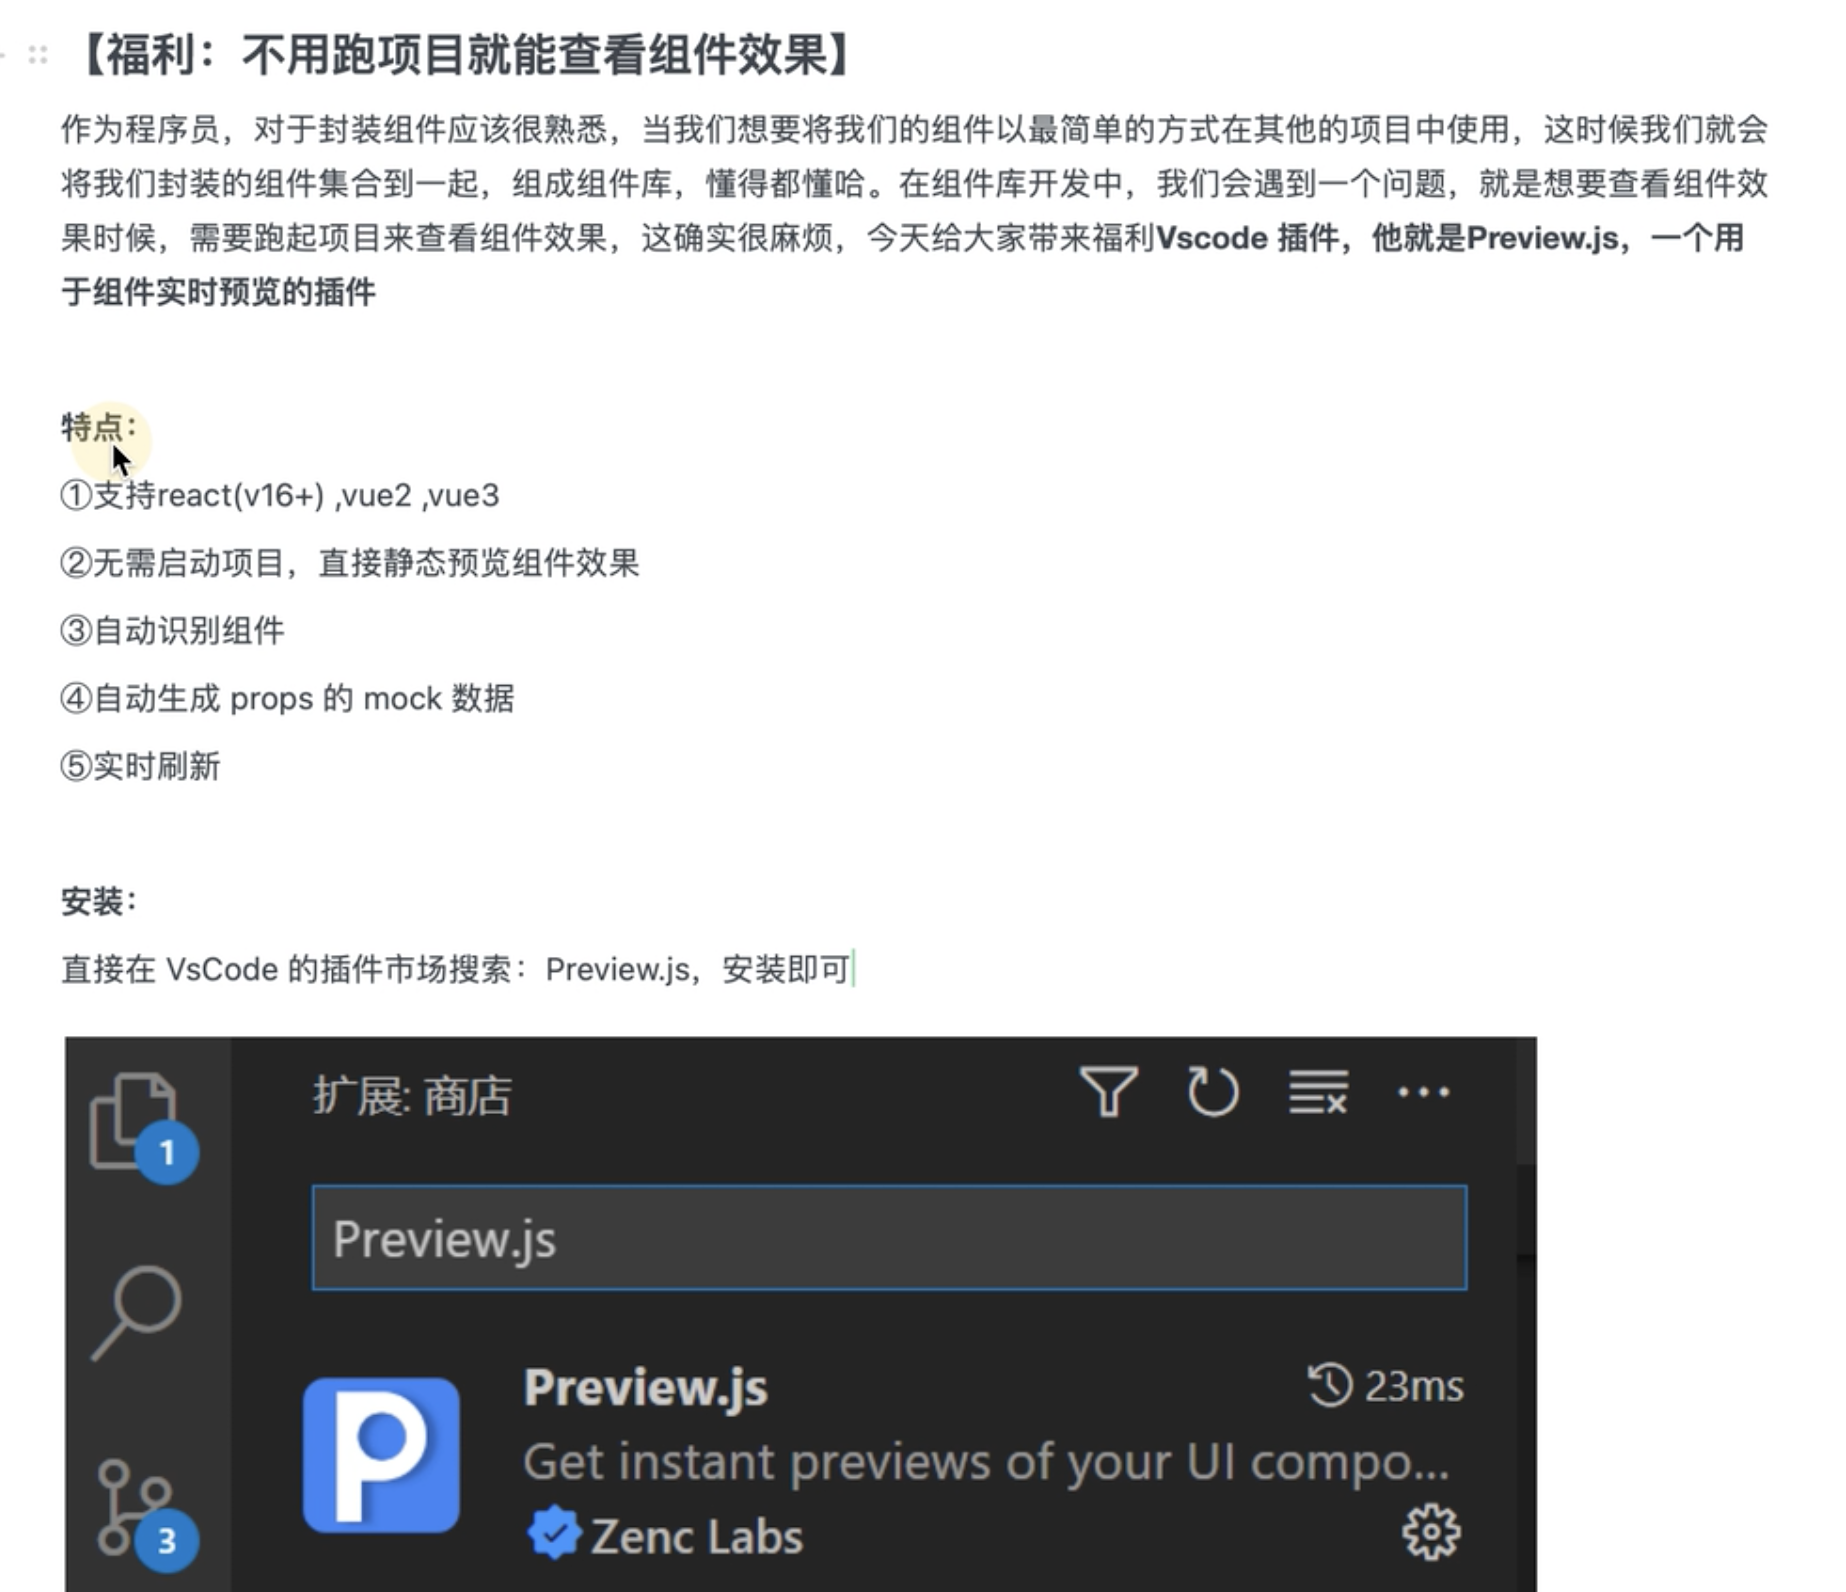 【福利：不用跑项目就能查看组件效果】
作为程序员，对于封装组件应该很熟悉，当我们想要将我们的组件以最简单的方式在其他的项目中使用，这时候我们就会
将我们封装的组件集合到一起，组成组件库，懂得都懂哈。在组件库开发中，我们会遇到一个问题，就是想要查看组件效
果时候，需要跑起项目来查看组件效果，这确实很麻烦，今天给大家带来福利Vscode 插件，他就是Preview.js，一个用
于组件实时预览的插件
特点：
①支持react(v16+) ,vue2 ,vue3
②无需启动项目，直接静态预览组件效果
③自动识别组件
④自动生成 props 的 mock 数据
⑤实时刷新
安装：
直接在 VsCode 的插件市场搜索：Preview.js，安装即可
扩展: 商店
1
Preview.js
Preview.js 23ms
Get instant previews of your UI compo...
Zenc Labs
3